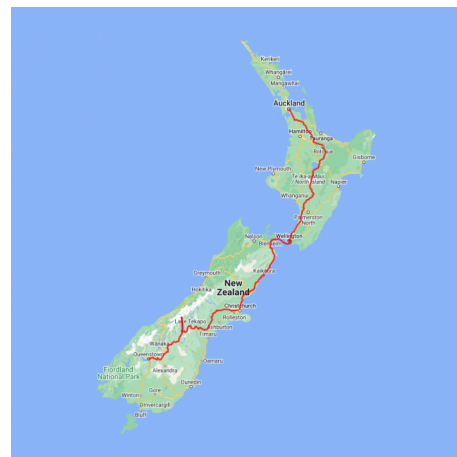 Kerikeri
Whangārei
Mangawhai
Auckland
Hamilton
Tauranga
Rotorua
Gisborne
New Plymouth
Te Ika-a-Māui
/ North Island
Napier
Whanganui
Palmerston
North
Wellington
Nelson
Blenheim
Greymouth
Kaikōura
New
Zealand
Hokitika
Christchurch
Rolleston
Lake Tekapo
Ashburton
Timaru
Wānaka
Queenstown
Oamaru
Fiordland
National Park
Alexandra
Dunedin
Gore
Winton
Invercargill
Bluff